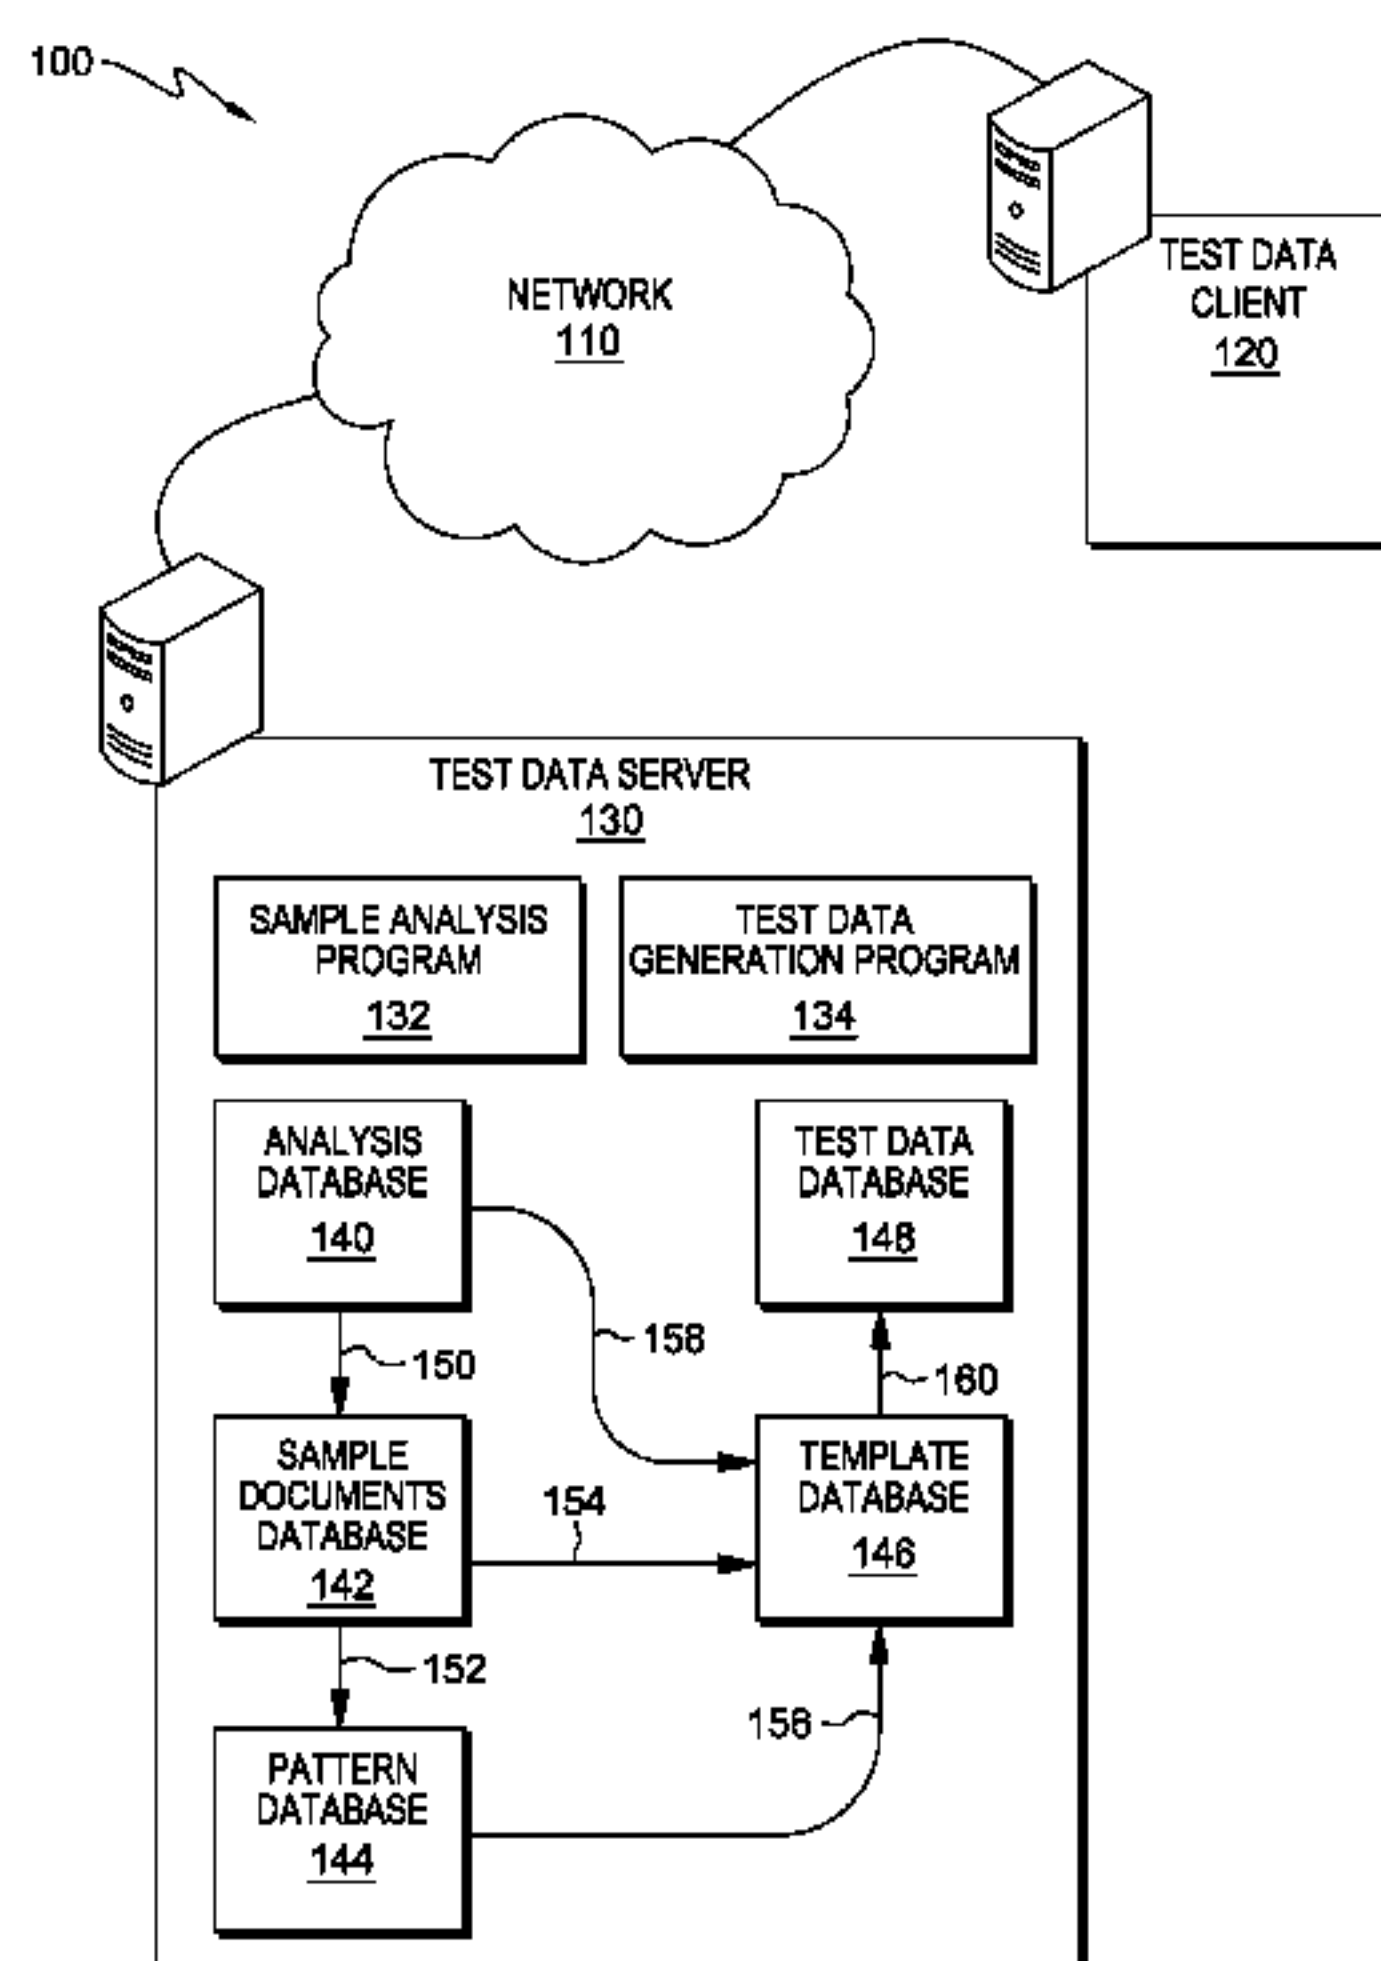 100
NETWORK
110
TEST DATA
CLIENT
120
TEST DATA SERVER
130
SAMPLE ANALYSIS
PROGRAM
132
TEST DATA
GENERATION PROGRAM
134
ANALYSIS
DATABASE
140
TEST DATA
DATABASE
148
158
150
160
SAMPLE
DOCUMENTS
DATABASE
142
154
TEMPLATE
DATABASE
146
152
156
PATTERN
DATABASE
144